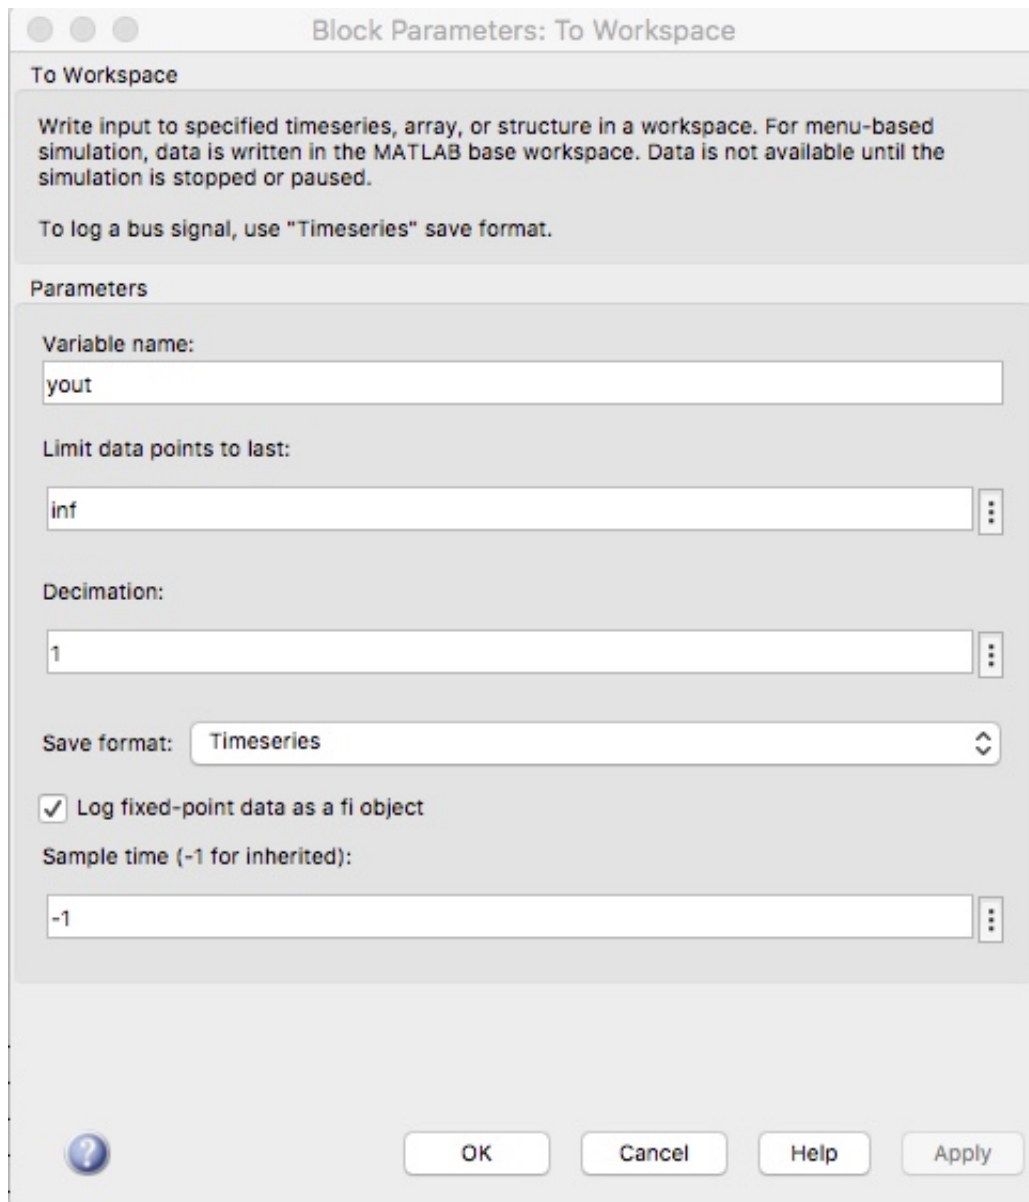 Block Parameters: To Workspace
To Workspace
Write input to specified timeseries, array, or structure in a workspace. For menu-based
simulation, data is written in the MATLAB base workspace. Data is not available until the
simulation is stopped or paused.
To log a bus signal, use "Timeseries" save format.
Parameters
Variable name:
yout
Limit data points to last:
inf
Decimation:
1
Save format: Timeseries
Log fixed-point data as a fi object
Sample time (-1 for inherited):
-1
? OK Cancel Help Apply